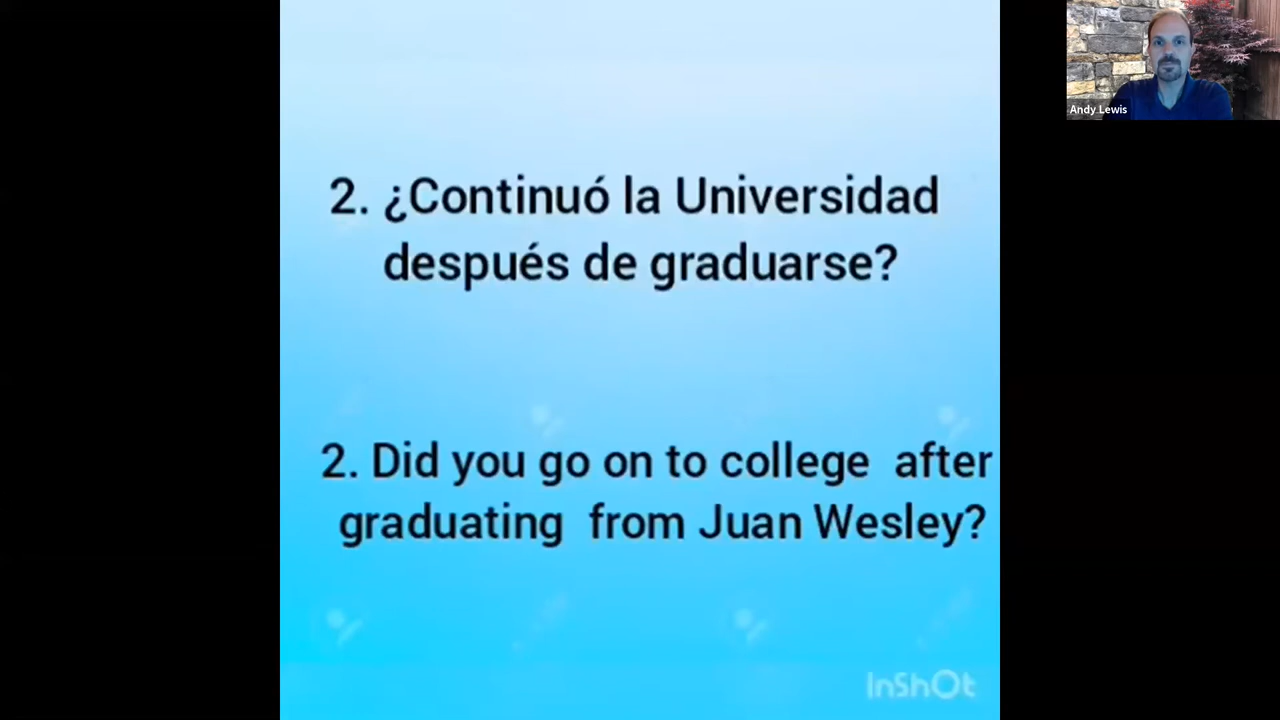 Andy Lewis
2. ¿Continuó la Universidad
después de graduarse?
2. Did you go on to college after
graduating from Juan Wesley?
InShOt